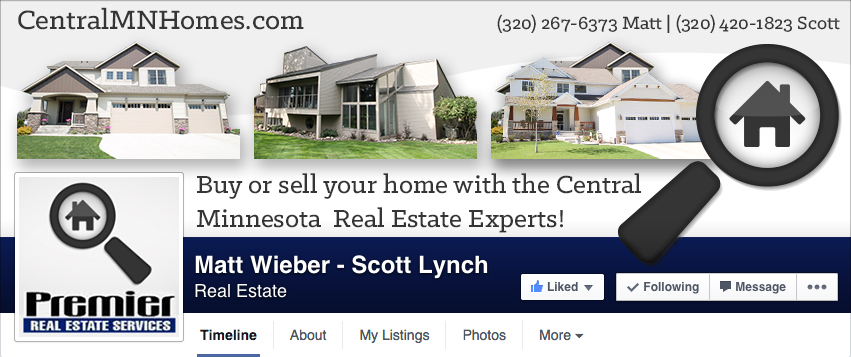 CentralMNHomes.com
(320) 267-6373 Matt | (320) 420-1823 Scott
Buy or sell your home with the Central
Minnesota Real Estate Experts!
Premier
REAL ESTATE SERVICES
Matt Wieber - Scott Lynch
Real Estate
Liked
Following
Message
Timeline
About
My Listings
Photos
More